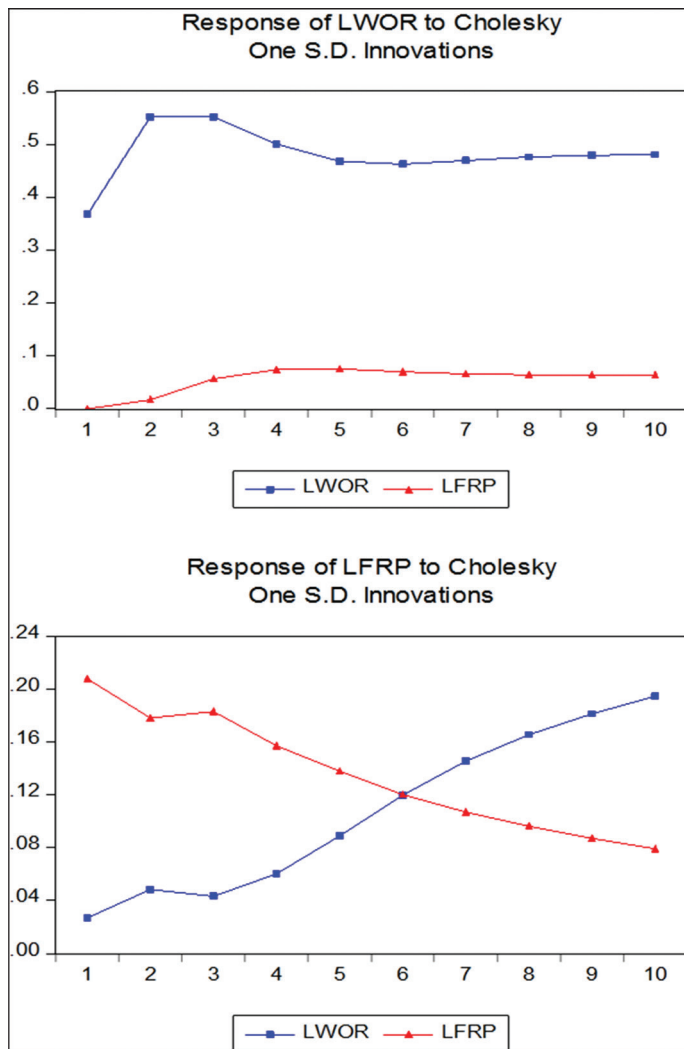 Response of LWOR to Cholesky
One S.D. Innovations
.6
.5
.4
.3
.2
.1
.0
1 2 3 4 5 6 7 8 9 10
LWOR LFRP
Response of LFRP to Cholesky
One S.D. Innovations
.24
.20
.16
.12
.08
.04
.00
1 2 3 4 5 6 7 8 9 10
LWOR LFRP